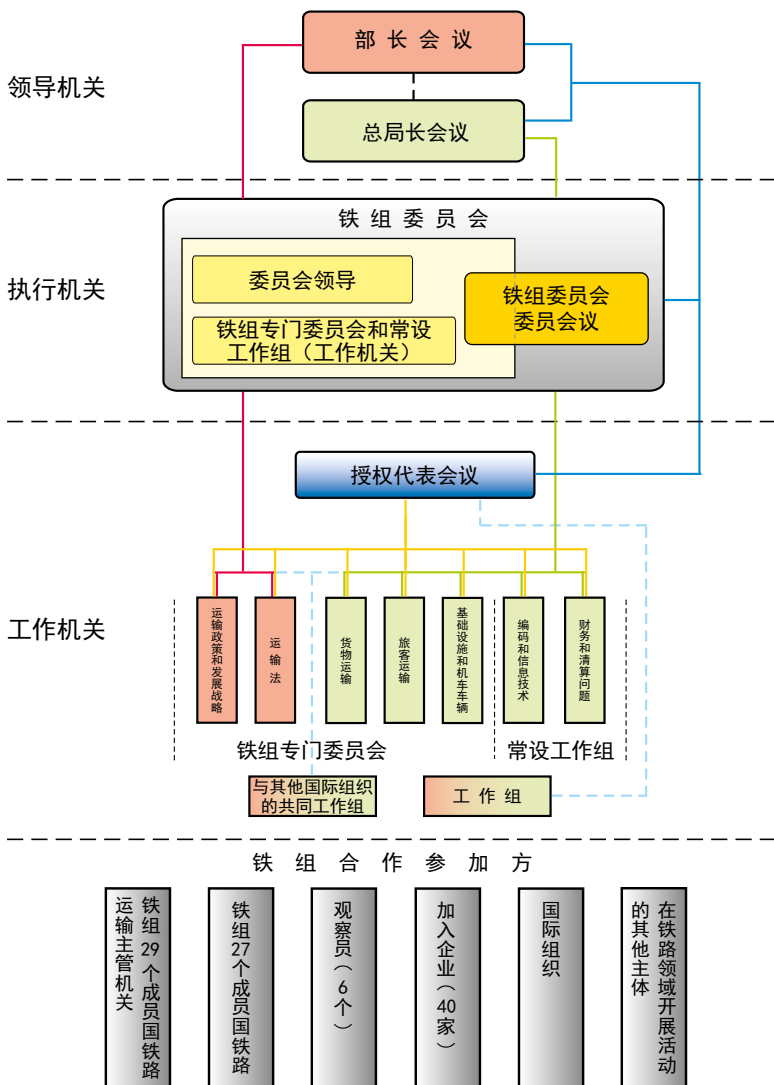 部长会议
领导机关
总局长会议
铁组委员会
委员会领导
执行机关
铁组委员会
委员会议
铁组专门委员会和常设
工作组（工作机关）
授权代表会议
工作机关
运输政策和发展战略
运输法
货物运输
旅客运输
基础设施和机车车辆
编码和信息技术
财务和清算问题
铁组专门委员会
常设工作组
与其他国际组织
的共同工作组
工作组
铁组合作参加方
铁组29个成员国铁路
运输主管机关
铁组27个成员国铁路
观察员（6个）
加入企业（40家）
国际组织
在铁路领域开展活动
的其他主体